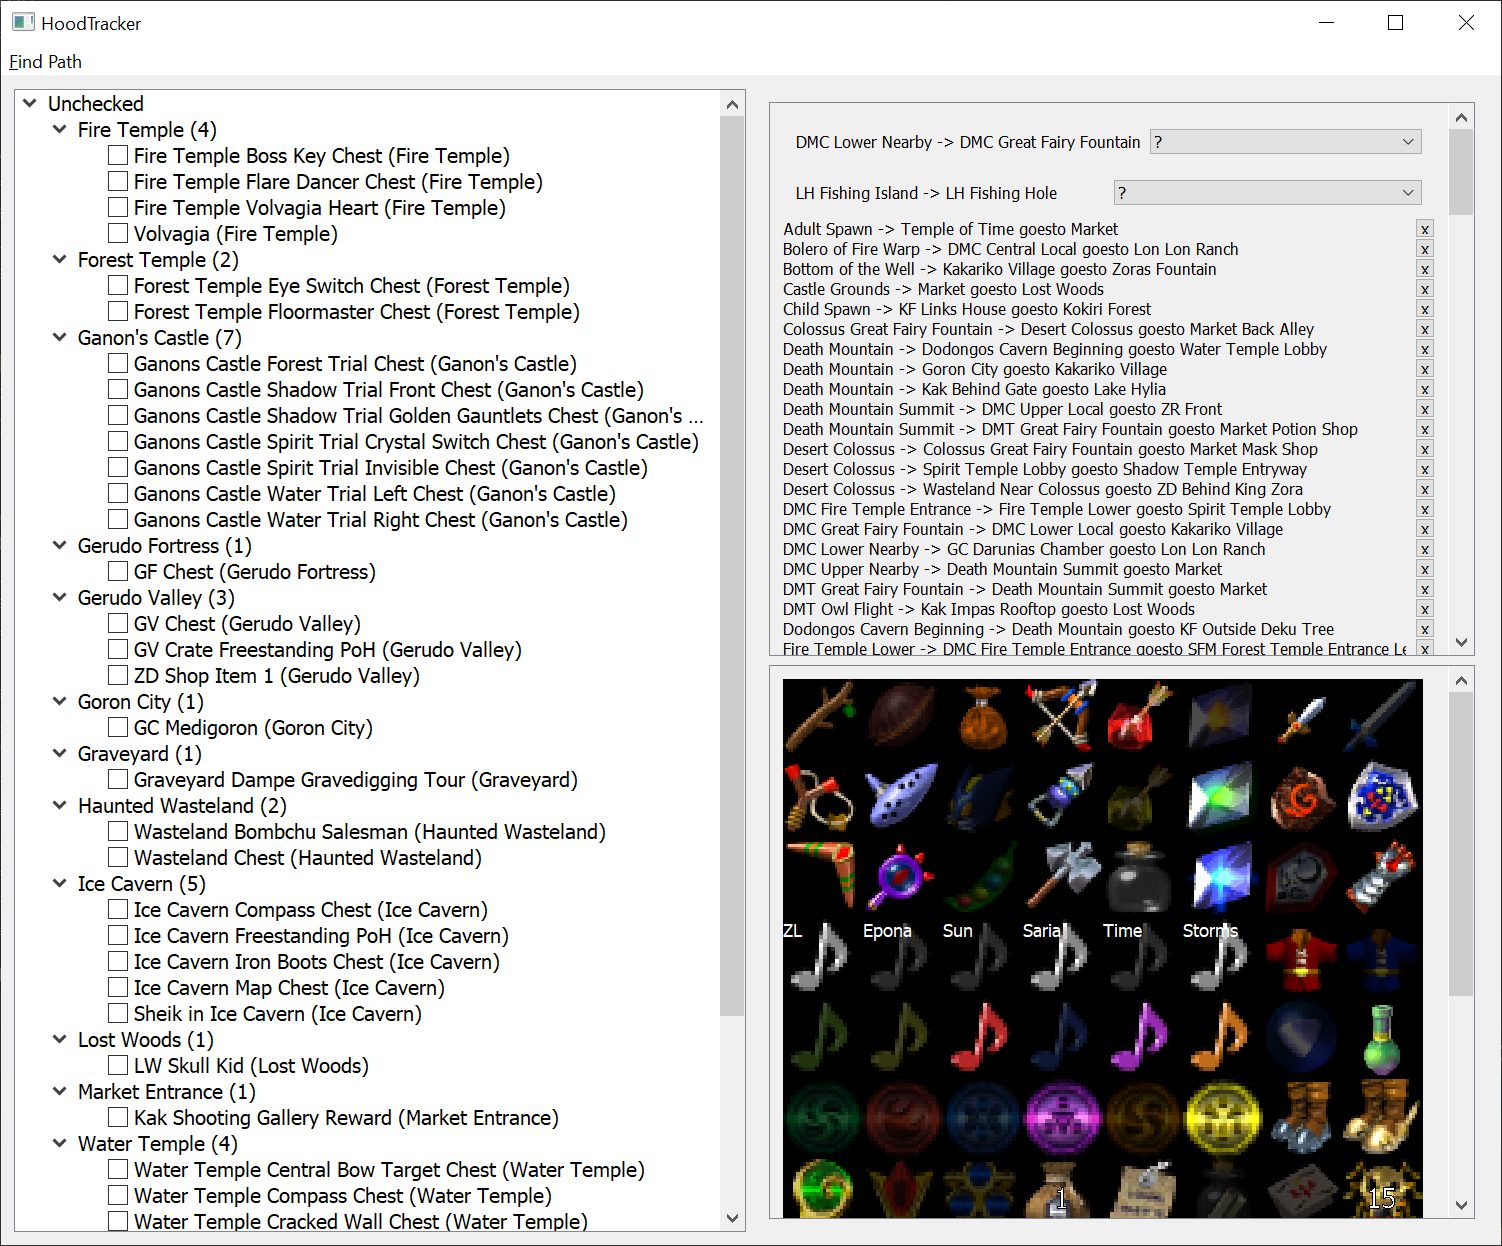 HoodTracker
Find Path
Unchecked
Fire Temple (4)
Fire Temple Boss Key Chest (Fire Temple)
Fire Temple Flare Dancer Chest (Fire Temple)
Fire Temple Volvagia Heart (Fire Temple)
Volvagia (Fire Temple)
Forest Temple (2)
Forest Temple Eye Switch Chest (Forest Temple)
Forest Temple Floormaster Chest (Forest Temple)
Ganon's Castle (7)
Ganons Castle Forest Trial Chest (Ganon's Castle)
Ganons Castle Shadow Trial Front Chest (Ganon's Castle)
Ganons Castle Shadow Trial Golden Gauntlets Chest (Ganon's ...
Ganons Castle Spirit Trial Crystal Switch Chest (Ganon's Castle)
Ganons Castle Spirit Trial Invisible Chest (Ganon's Castle)
Ganons Castle Water Trial Left Chest (Ganon's Castle)
Ganons Castle Water Trial Right Chest (Ganon's Castle)
Gerudo Fortress (1)
GF Chest (Gerudo Fortress)
Gerudo Valley (3)
GV Chest (Gerudo Valley)
GV Crate Freestanding PoH (Gerudo Valley)
ZD Shop Item 1 (Gerudo Valley)
Goron City (1)
GC Medigoron (Goron City)
Graveyard (1)
Graveyard Dampe Gravedigging Tour (Graveyard)
Haunted Wasteland (2)
Wasteland Bombchu Salesman (Haunted Wasteland)
Wasteland Chest (Haunted Wasteland)
Ice Cavern (5)
Ice Cavern Compass Chest (Ice Cavern)
Ice Cavern Freestanding PoH (Ice Cavern)
Ice Cavern Iron Boots Chest (Ice Cavern)
Ice Cavern Map Chest (Ice Cavern)
Sheik in Ice Cavern (Ice Cavern)
Lost Woods (1)
LW Skull Kid (Lost Woods)
Market Entrance (1)
Kak Shooting Gallery Reward (Market Entrance)
Water Temple (4)
Water Temple Central Bow Target Chest (Water Temple)
Water Temple Compass Chest (Water Temple)
Water Temple Cracked Wall Chest (Water Temple)
DMC Lower Nearby -> DMC Great Fairy Fountain ?
LH Fishing Island -> LH Fishing Hole ?
Adult Spawn -> Temple of Time goesto Market x
Bolero of Fire Warp -> DMC Central Local goesto Lon Lon Ranch x
Bottom of the Well -> Kakariko Village goesto Zoras Fountain x
Castle Grounds -> Market goesto Lost Woods x
Child Spawn -> KF Links House goesto Kokiri Forest x
Colossus Great Fairy Fountain -> Desert Colossus goesto Market Back Alley x
Death Mountain -> Dodongos Cavern Beginning goesto Water Temple Lobby x
Death Mountain -> Goron City goesto Kakariko Village x
Death Mountain -> Kak Behind Gate goesto Lake Hylia x
Death Mountain Summit -> DMC Upper Local goesto ZR Front x
Death Mountain Summit -> DMT Great Fairy Fountain goesto Market Potion Shop x
Desert Colossus -> Colossus Great Fairy Fountain goesto Market Mask Shop x
Desert Colossus -> Spirit Temple Lobby goesto Shadow Temple Entryway x
Desert Colossus -> Wasteland Near Colossus goesto ZD Behind King Zora x
DMC Fire Temple Entrance -> Fire Temple Lower goesto Spirit Temple Lobby x
DMC Great Fairy Fountain -> DMC Lower Local goesto Kakariko Village x
DMC Lower Nearby -> GC Darunias Chamber goesto Lon Lon Ranch x
DMC Upper Nearby -> Death Mountain Summit goesto Market x
DMT Great Fairy Fountain -> Death Mountain Summit goesto Market x
DMT Owl Flight -> Kak Impas Rooftop goesto Lost Woods x
Dodongos Cavern Beginning -> Death Mountain goesto KF Outside Deku Tree x
Fire Temple Lower -> DMC Fire Temple Entrance goesto SFM Forest Temple Entrance Le x
ZL Epona Sun Saria Time Storms
1 15